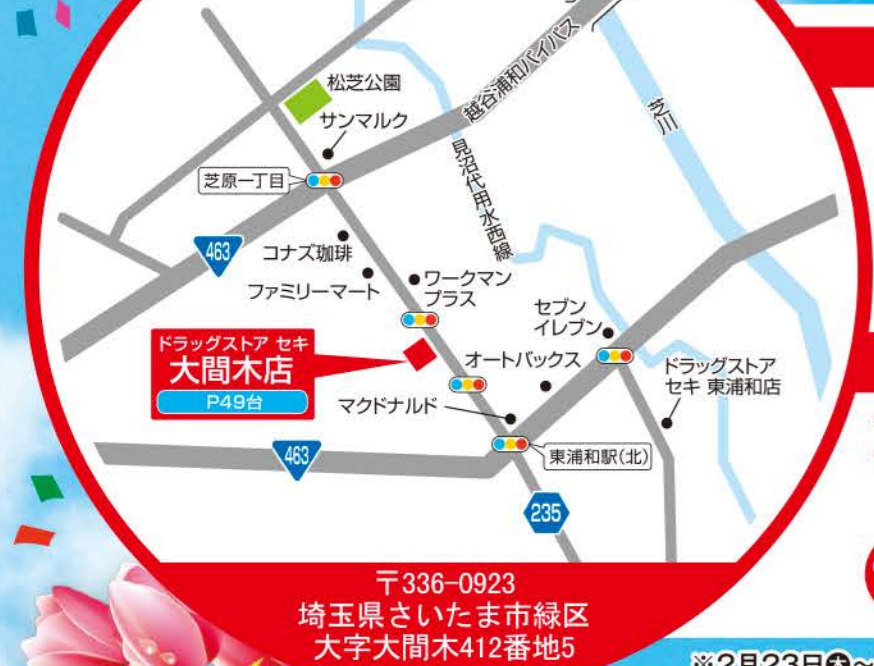 松芝公園
サンマルク
越谷浦和バイパス
芝川
芝原一丁目
見沼代用水西線
463
コナズ珈琲
ファミリーマート
ワークマン
プラス
セブン
イレブン
ドラッグストア セキ
大間木店
P49台
オートバックス
ドラッグストア
セキ 東浦和店
マクドナルド
463
東浦和駅(北)
235
〒336-0923
埼玉県さいたま市緑区
大字大間木412番地5
※2月23日土~